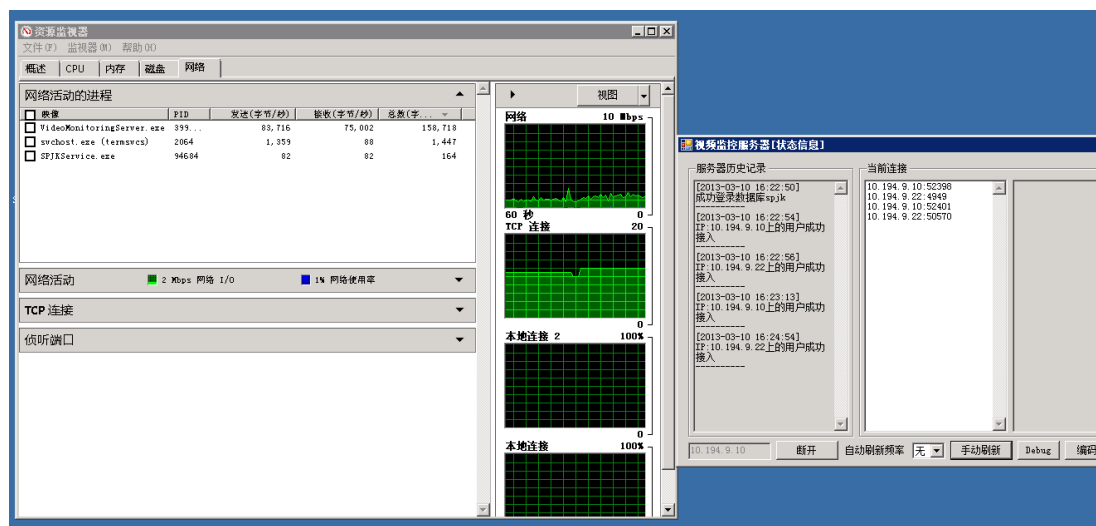 资源监视器
文件(F) 监视器(M) 帮助(H)
概述 CPU 内存 磁盘 网络
网络活动的进程
映像 PID 发送(字节/秒) 接收(字节/秒) 总数(字...
VideoMonitoringServer.exe 399... 83,716 75,002 158,718
svchost.exe (termsvcs) 2064 1,359 88 1,447
SPJKService.exe 94684 82 82 164
网络活动 2 Mbps 网络 I/O 1% 网络使用率
TCP 连接
侦听端口
视图
网络 10 Mbps
60 秒 0
TCP 连接 20
0
本地连接 2 100%
0
本地连接 100%
视频监控服务器[状态信息]
服务器历史记录
[2013-03-10 16:22:50]
成功登录数据库spjk
----------
[2013-03-10 16:22:54]
IP:10.194.9.10上的用户成功
接入
----------
[2013-03-10 16:22:56]
IP:10.194.9.22上的用户成功
接入
----------
[2013-03-10 16:23:13]
IP:10.194.9.10上的用户成功
接入
----------
[2013-03-10 16:24:54]
IP:10.194.9.22上的用户成功
接入
----------
当前连接
10.194.9.10:52398
10.194.9.22:4949
10.194.9.10:52401
10.194.9.22:50570
10.194.9.10 断开 自动刷新频率 无 手动刷新 Debug 编码